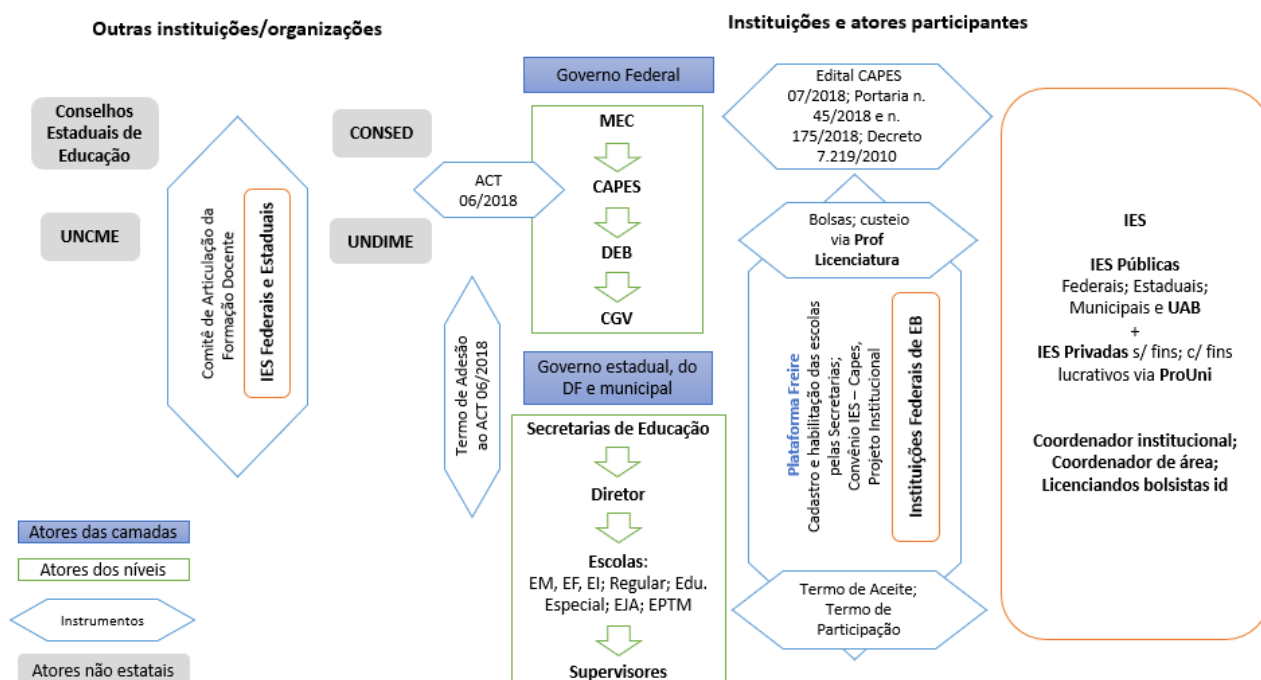 Outras instituições/organizações
Instituições e atores participantes
Conselhos
Estaduais de
Educação
UNCME
Comitê de Articulação da
Formação Docente
IES Federais e Estaduais
CONSED
UNDIME
ACT
06/2018
Termo de Adesão
ao ACT 06/2018
Governo Federal
MEC
CAPES
DEB
CGV
Governo estadual, do
DF e municipal
Secretarias de Educação
Diretor
Escolas:
EM, EF, EI; Regular; Edu.
Especial; EJA; EPTM
Supervisores
Edital CAPES
07/2018; Portaria n.
45/2018 e n.
175/2018; Decreto
7.219/2010
Bolsas; custeio
via Prof
Licenciatura
Plataforma Freire
Cadastro e habilitação das escolas
pelas Secretarias;
Convênio IES – Capes,
Projeto Institucional
Instituições Federais de EB
Termo de Aceite;
Termo de
Participação
IES
IES Públicas
Federais; Estaduais;
Municipais e UAB
+
IES Privadas s/ fins; c/ fins
lucrativos via ProUni
Coordenador institucional;
Coordenador de área;
Licenciandos bolsistas id
Atores das camadas
Atores dos níveis
Instrumentos
Atores não estatais